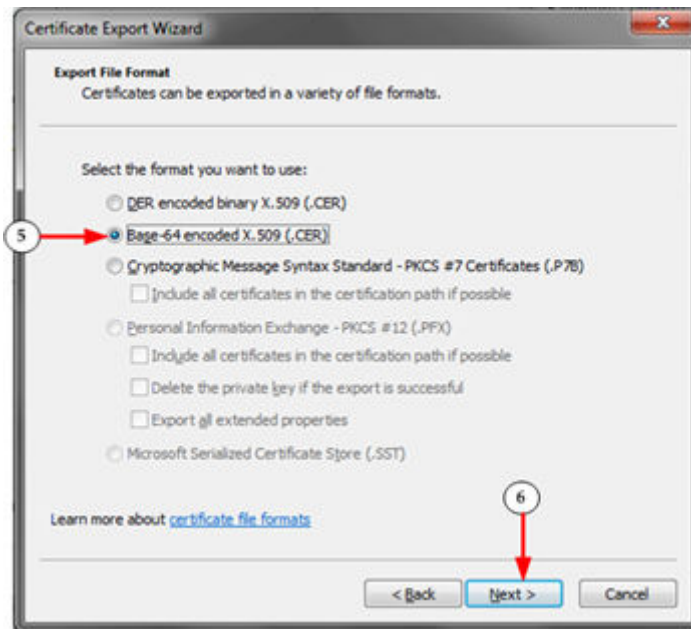 Certificate Export Wizard
Export File Format
Certificates can be exported in a variety of file formats.
Select the format you want to use:
DER encoded binary X.509 (.CER)
5
Base-64 encoded X.509 (.CER)
Cryptographic Message Syntax Standard - PKCS #7 Certificates (.P7B)
Include all certificates in the certification path if possible
Personal Information Exchange - PKCS #12 (.PFX)
Include all certificates in the certification path if possible
Delete the private key if the export is successful
Export all extended properties
Microsoft Serialized Certificate Store (.SST)
6
Learn more about certificate file formats
< Back Next > Cancel